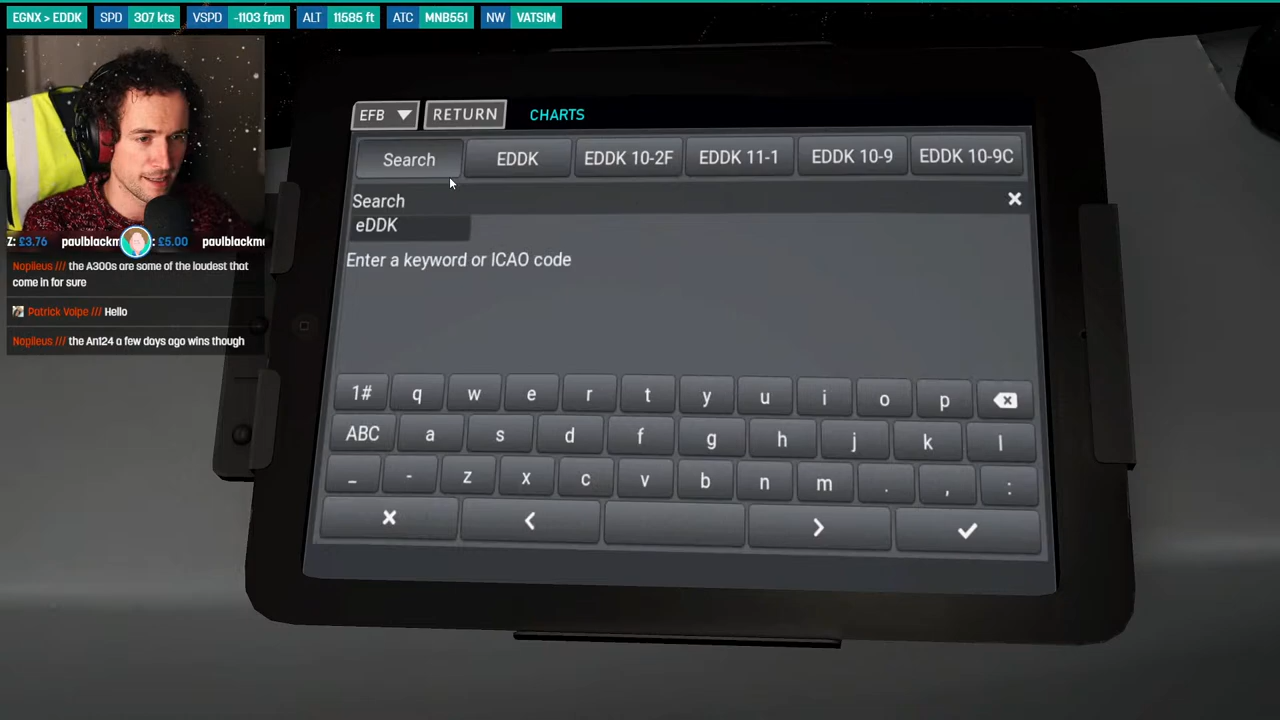 EGNX > EDDK SPD 307 kts VSPD -1103 fpm ALT 11585 ft ATC MNB551 NW VATSIM
EFB RETURN CHARTS
Search EDDK EDDK 10-2F EDDK 11-1 EDDK 10-9 EDDK 10-9C
Search
eDDK
Enter a keyword or ICAO code
Z: £3.76 paulblackm : £5.00 paulblackm
Nopileus /// the A300s are some of the loudest that
come in for sure
Patrick Volpe /// Hello
Nopileus /// the An124 a few days ago wins though
1# q w e r t y u i o p
ABC a s d f g h j k l
_ - z x c v b n m . , :